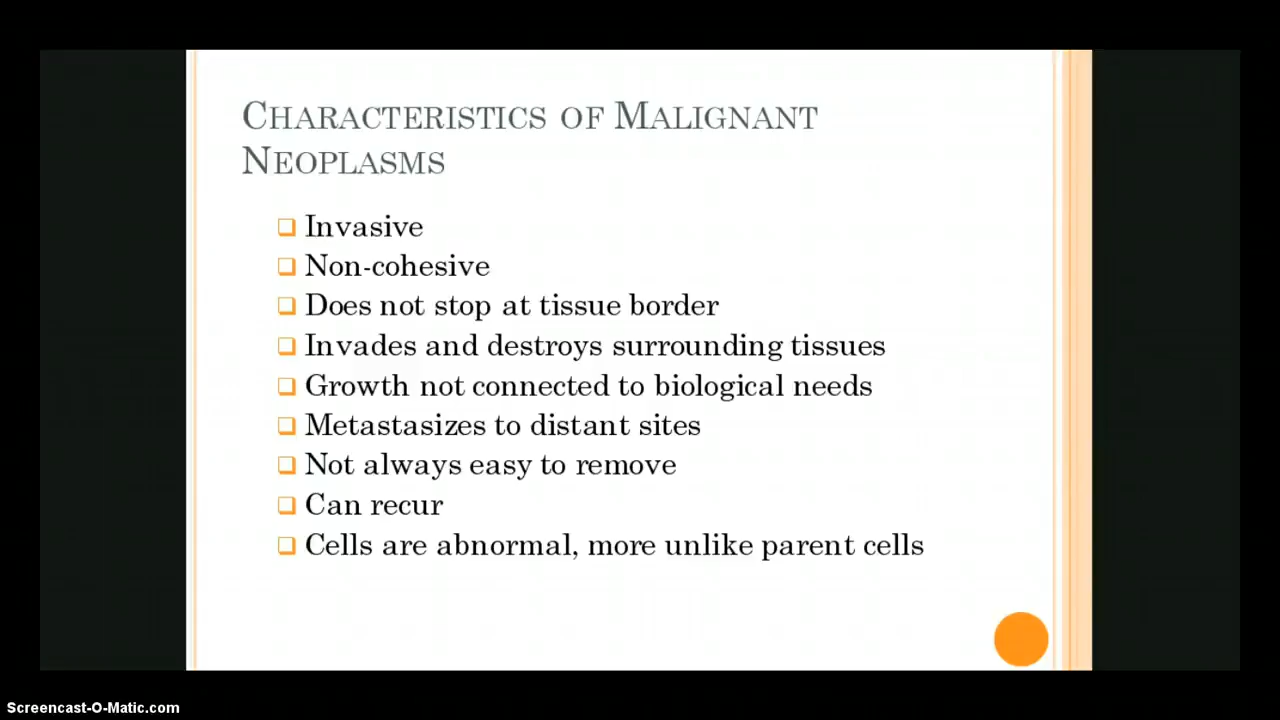 Characteristics of Malignant
Neoplasms
Invasive
Non-cohesive
Does not stop at tissue border
Invades and destroys surrounding tissues
Growth not connected to biological needs
Metastasizes to distant sites
Not always easy to remove
Can recur
Cells are abnormal, more unlike parent cells
Screencast-O-Matic.com